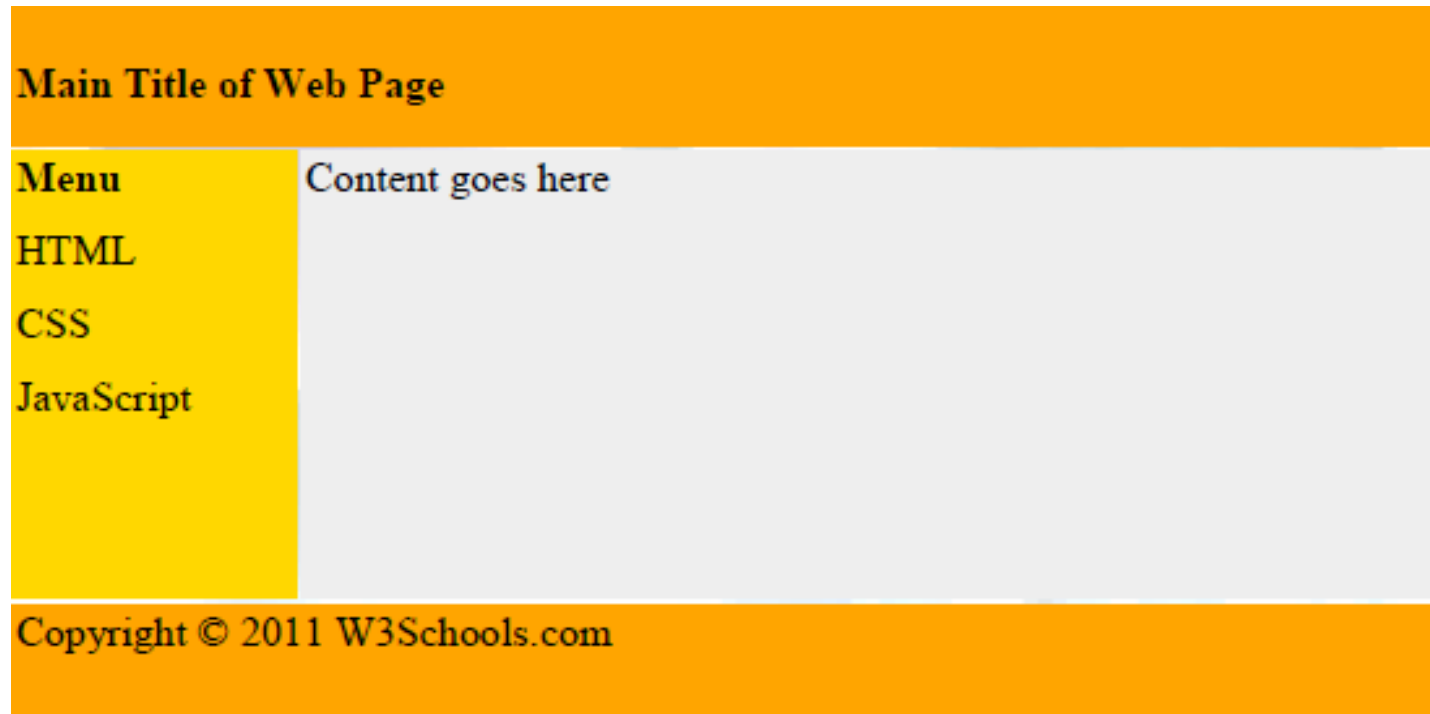 Main Title of Web Page
Menu
HTML
CSS
JavaScript
Content goes here
Copyright © 2011 W3Schools.com